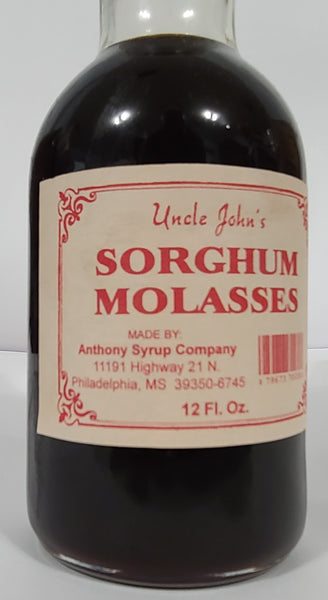 Uncle John's
SORGHUM
MOLASSES
MADE BY:
Anthony Syrup Company
11191 Highway 21 N.
Philadelphia, MS 39350-6745
12 Fl. Oz.